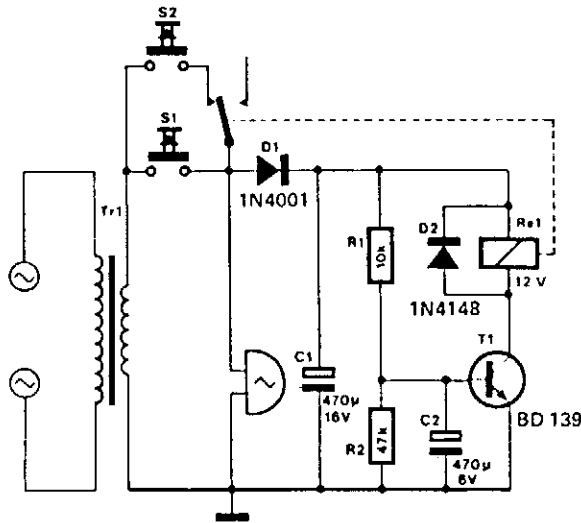 S2
S1
D1
1N4001
Tr1
R1
10k
D2
1N4148
Re1
12 V
T1
BD 139
C1
470µ
16V
R2
47k
C2
470µ
6V